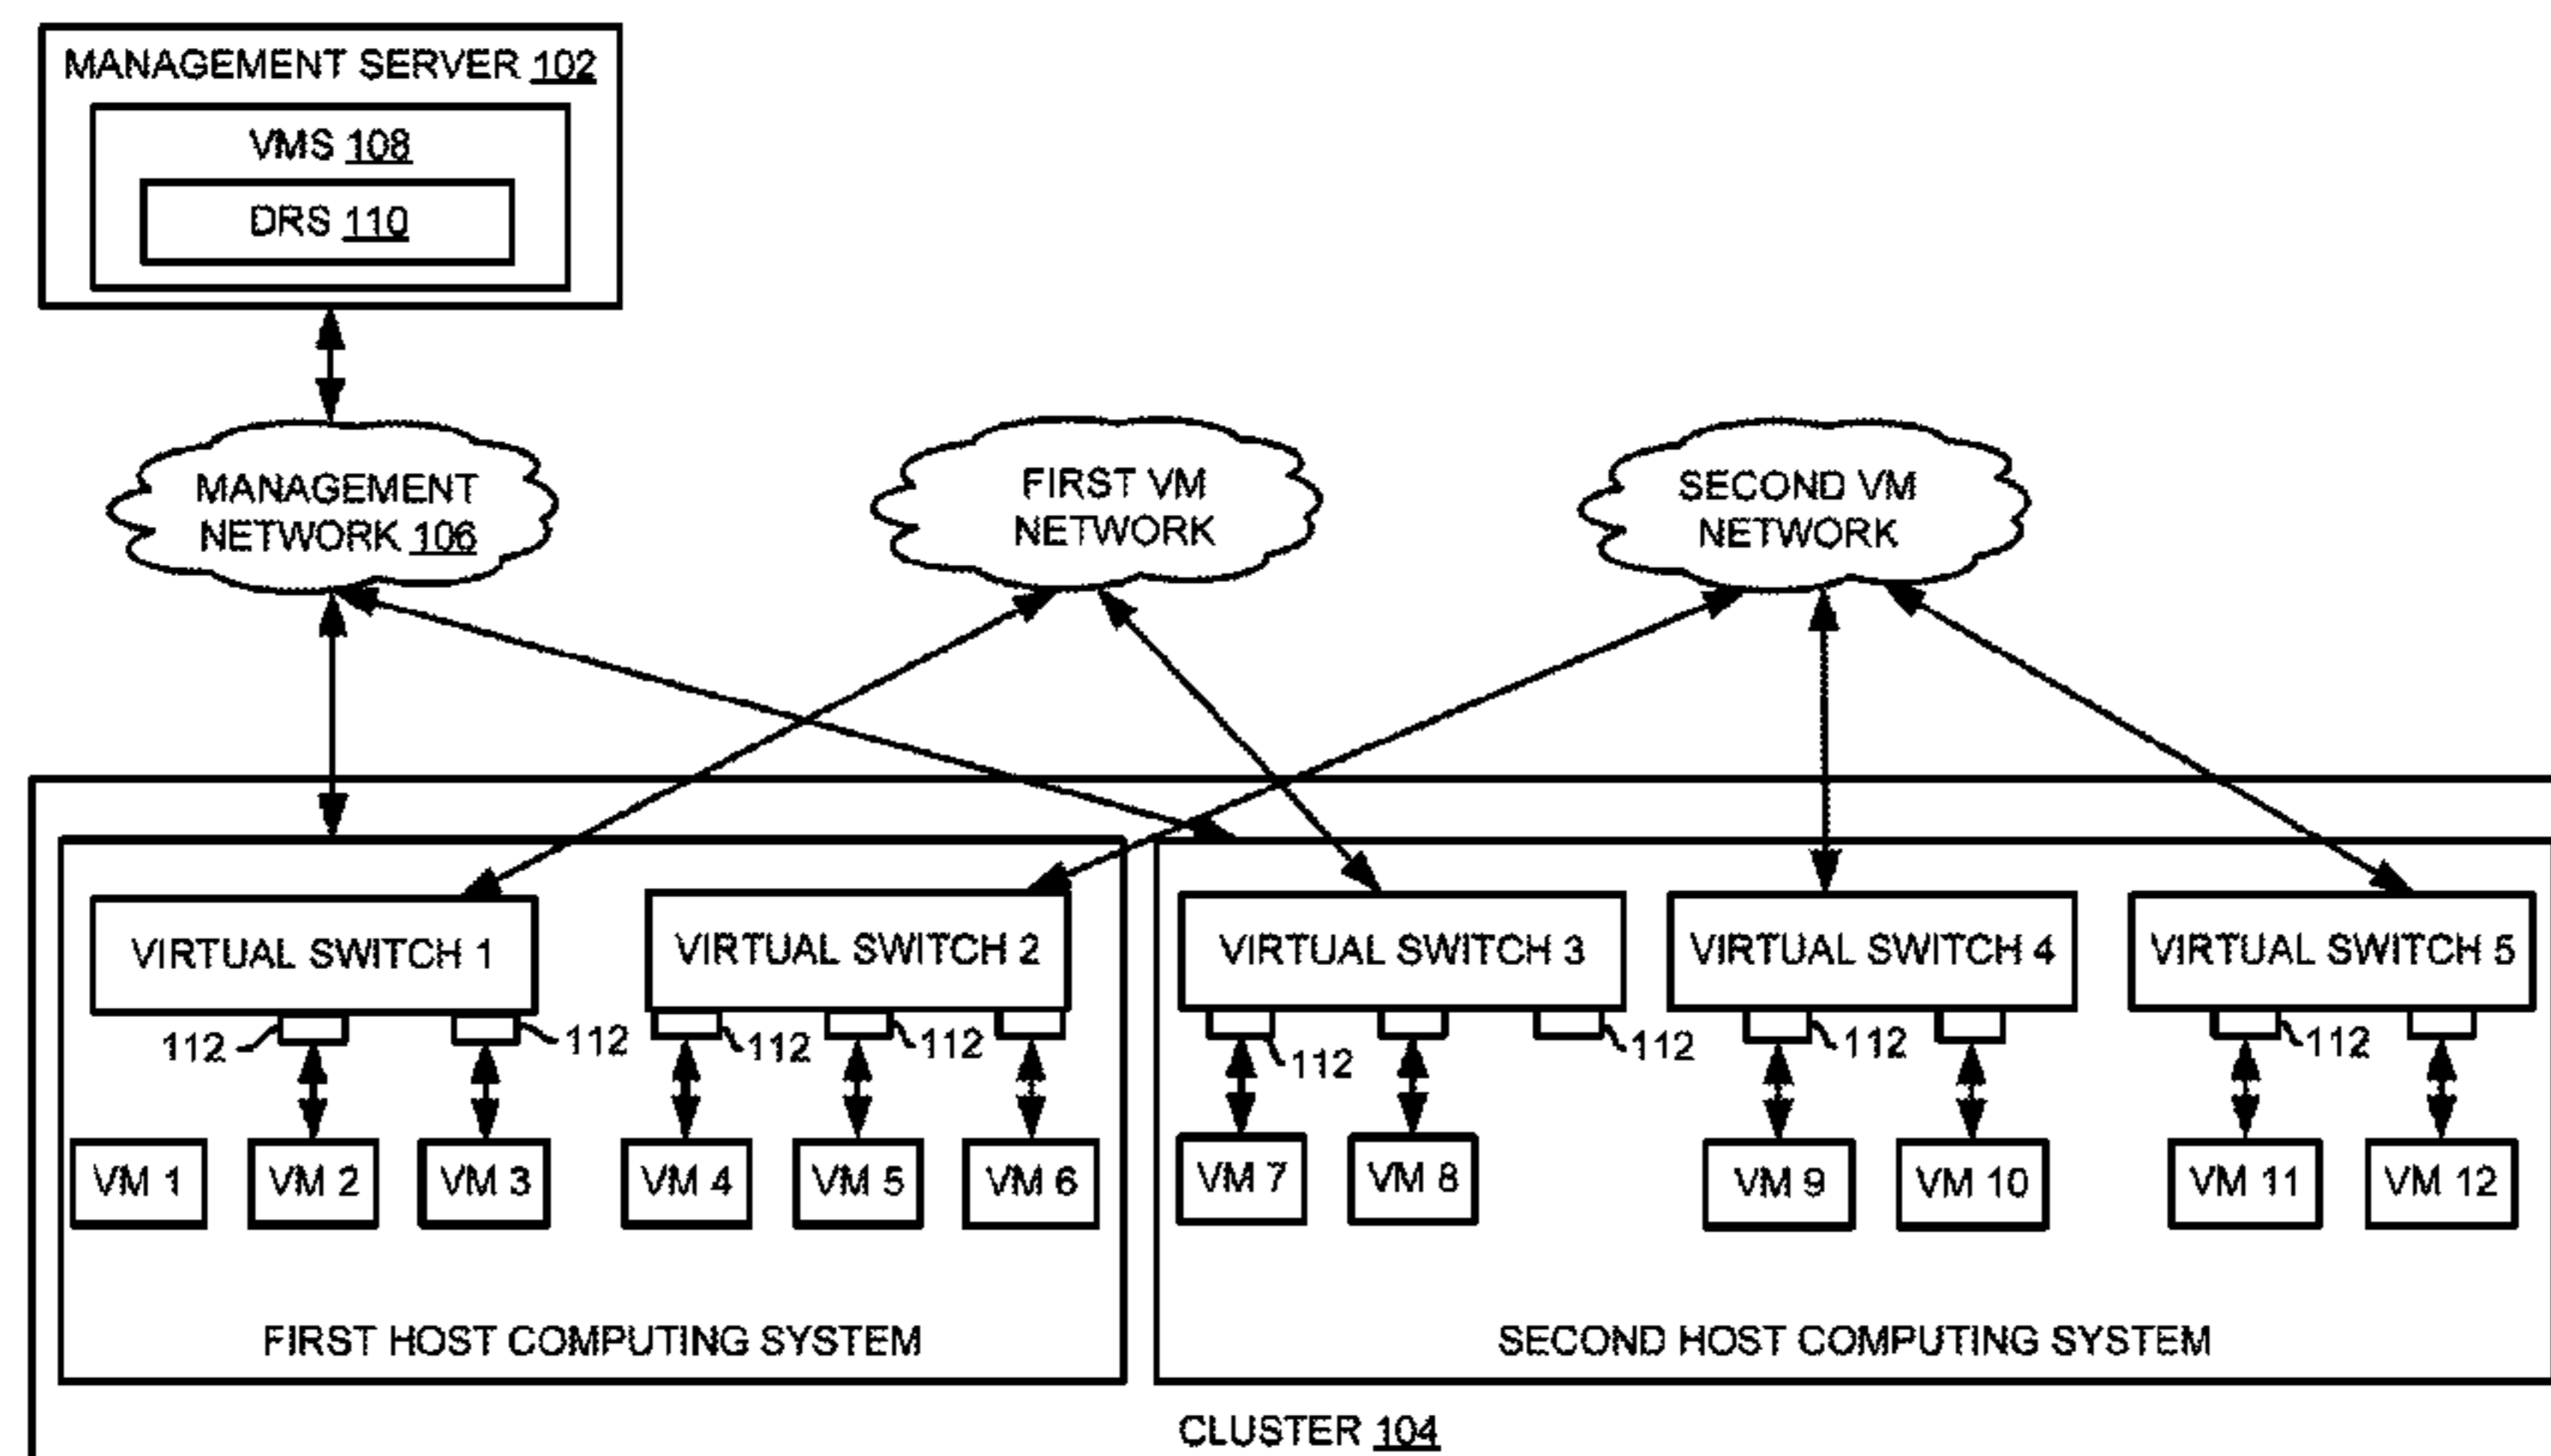 MANAGEMENT SERVER 102
VMS 108
DRS 110
MANAGEMENT
NETWORK 106
FIRST VM
NETWORK
SECOND VM
NETWORK
VIRTUAL SWITCH 1
VIRTUAL SWITCH 2
VIRTUAL SWITCH 3
VIRTUAL SWITCH 4
VIRTUAL SWITCH 5
112
112
112
112
112
112
112
112
VM 1
VM 2
VM 3
VM 4
VM 5
VM 6
VM 7
VM 8
VM 9
VM 10
VM 11
VM 12
FIRST HOST COMPUTING SYSTEM
SECOND HOST COMPUTING SYSTEM
CLUSTER 104